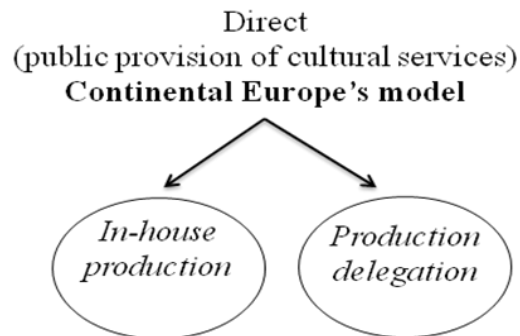 Direct
(public provision of cultural services)
Continental Europe's model
In-house
production
Production
delegation